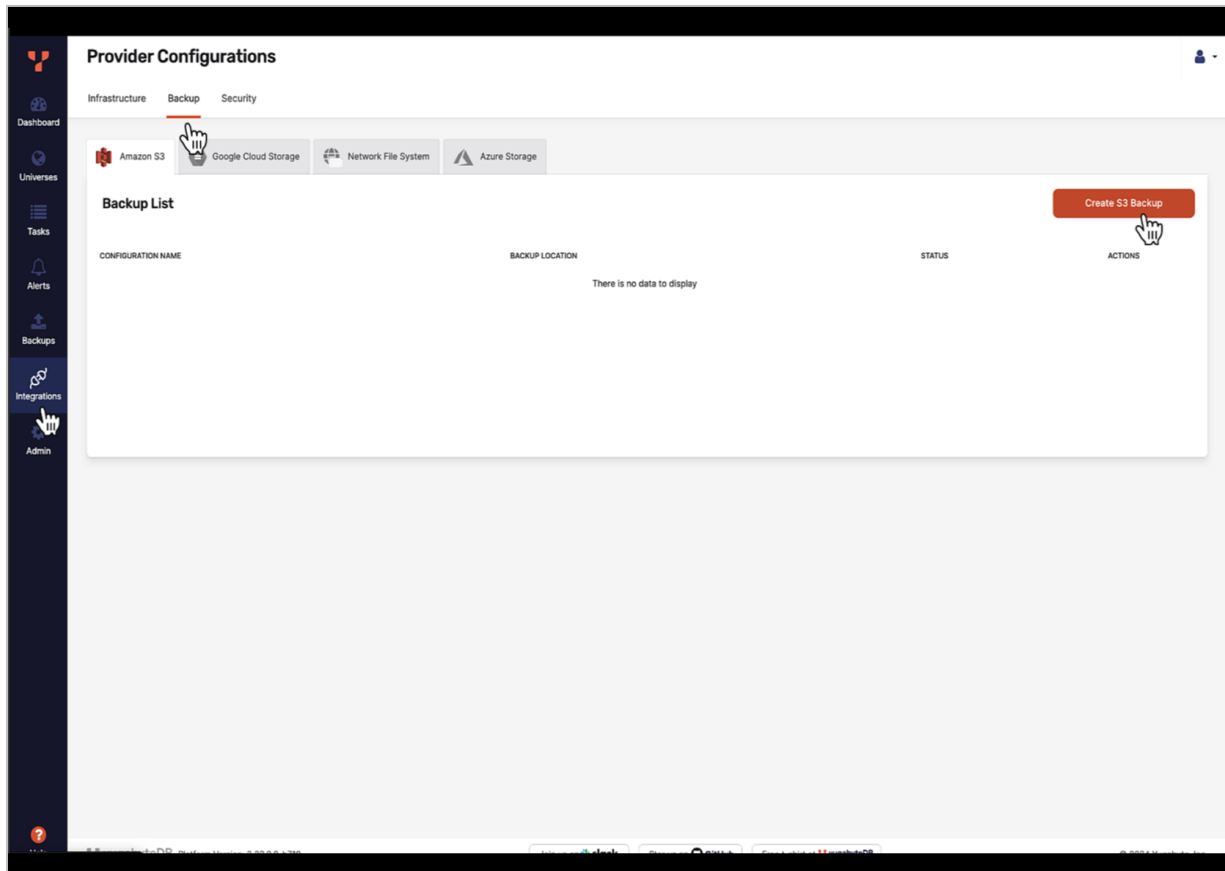 Provider Configurations
Infrastructure Backup Security
Dashboard
Universes
Tasks
Alerts
Backups
Integrations
Admin
Amazon S3 Google Cloud Storage Network File System Azure Storage
Backup List Create S3 Backup
CONFIGURATION NAME BACKUP LOCATION STATUS ACTIONS
There is no data to display